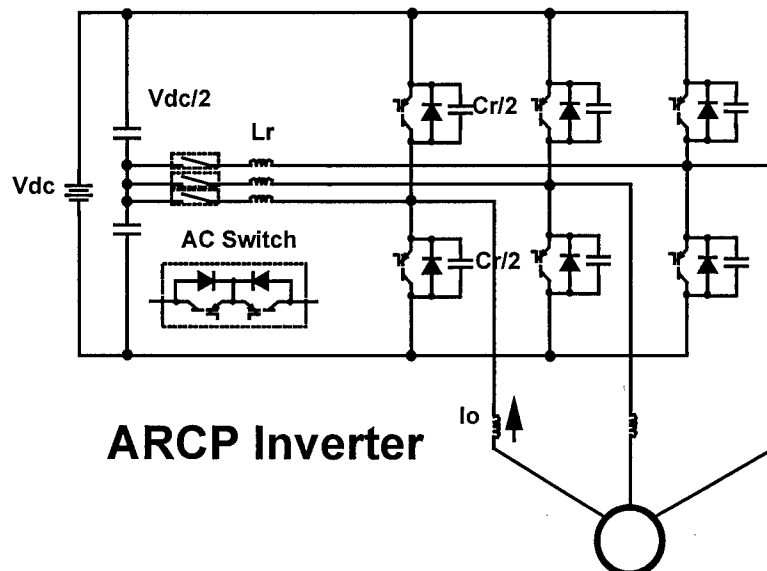 Vdc/2
Cr/2
Lr
Vdc
AC Switch
Cr/2
Io
ARCP Inverter